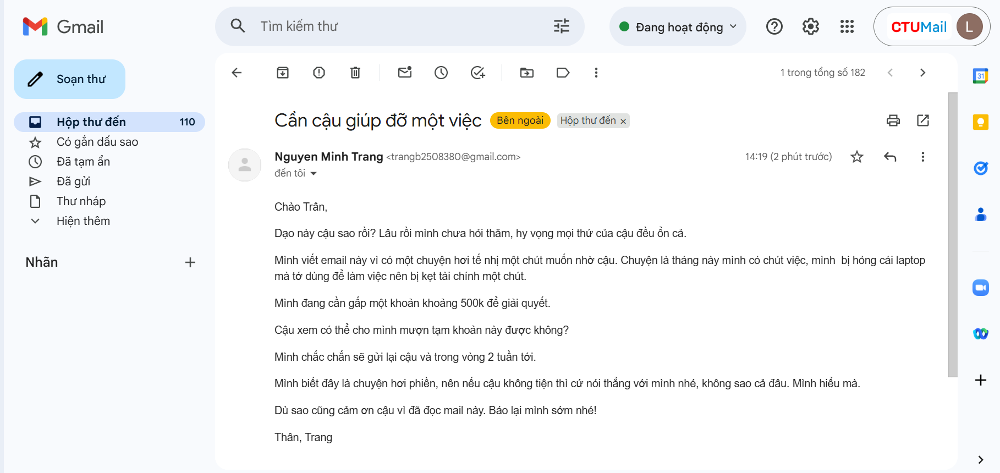 Gmail
Tìm kiếm thư
Đang hoạt động
CTUMail
L
Soạn thư
1 trong tổng số 182
31
Hộp thư đến 110
Có gắn dấu sao
Đã tạm ẩn
Đã gửi
Thư nháp
Hiện thêm
Nhãn
Cần cậu giúp đỡ một việc Bên ngoài Hộp thư đến ×
Nguyen Minh Trang <trangb2508380@gmail.com> 14:19 (2 phút trước)
đến tôi
Chào Trân,
Dạo này cậu sao rồi? Lâu rồi mình chưa hỏi thăm, hy vọng mọi thứ của cậu đều ổn cả.
Mình viết email này vì có một chuyện hơi tế nhị một chút muốn nhờ cậu. Chuyện là tháng này mình có chút việc, mình  bị hỏng cái laptop
mà tớ dùng để làm việc nên bị kẹt tài chính một chút.
Mình đang cần gấp một khoản khoảng 500k để giải quyết.
Cậu xem có thể cho mình mượn tạm khoản này được không?
Mình chắc chắn sẽ gửi lại cậu và trong vòng 2 tuần tới.
Mình biết đây là chuyện hơi phiền, nên nếu cậu không tiện thì cứ nói thẳng với mình nhé, không sao cả đâu. Mình hiểu mà.
Dù sao cũng cảm ơn cậu vì đã đọc mail này. Báo lại mình sớm nhé!
Thân, Trang